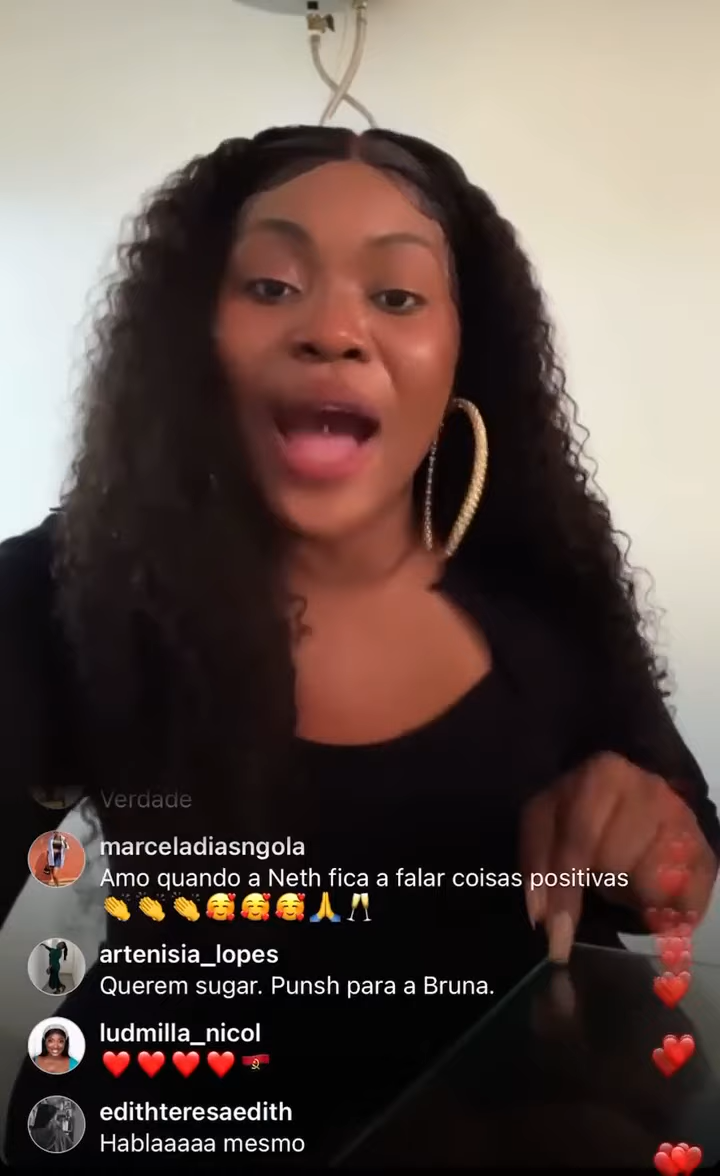 Verdade
marceladiasngola
Amo quando a Neth fica a falar coisas positivas
👏👏👏🥰🥰🥰🙏🥂
artenisia_lopes
Querem sugar. Punsh para a Bruna.
ludmilla_nicol
❤️❤️❤️❤️🇦🇴
edithteresaedith
Hablaaaaa mesmo